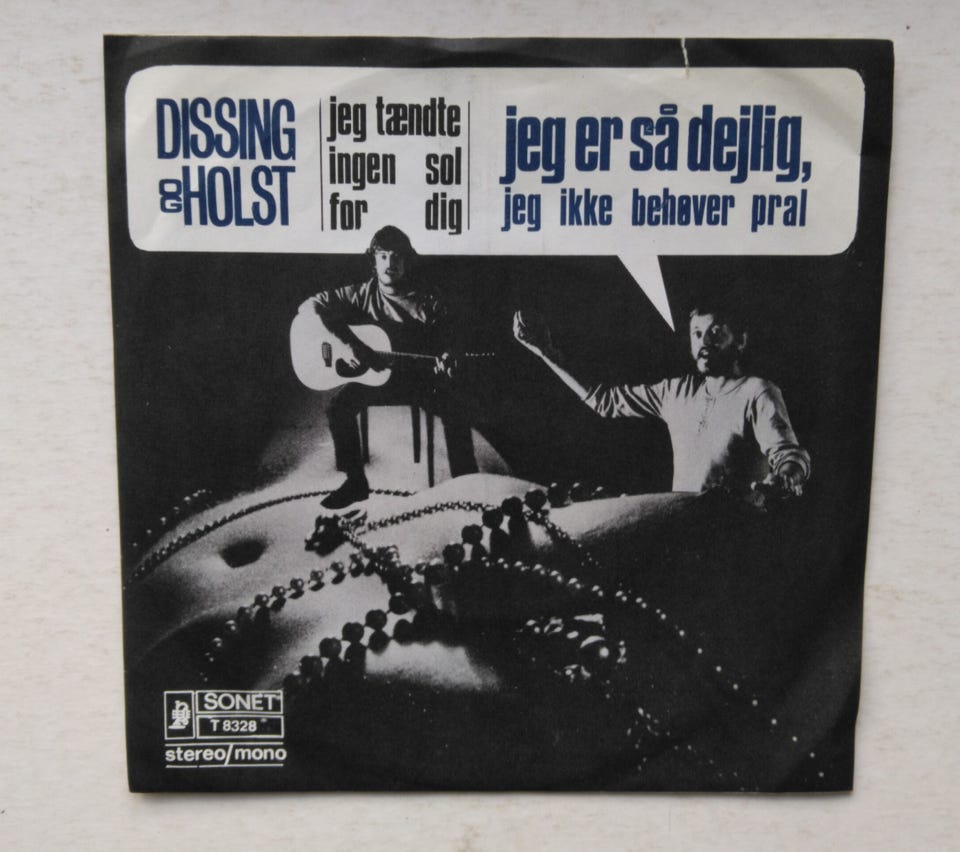 DISSING
OG HOLST
jeg tændte
ingen sol
for dig
jeg er så dejlig,
jeg ikke behøver pral
SONET
T 8328
stereo/mono